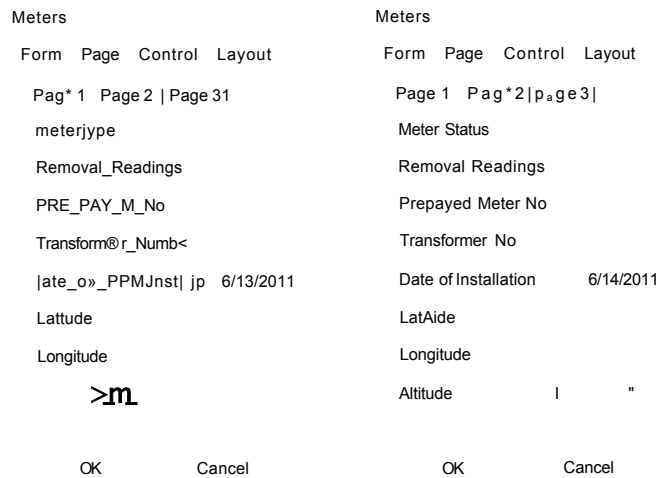 Meters
Form Page Control Layout
Pag* 1 Page 2 | Page 31
meterjype
Removal_Readings
PRE_PAY_M_No
Transform® r_Numb<
|ate_o»_PPMJnst| jp 6/13/2011
Lattude
Longitude
>m
OK Cancel
Meters
Form Page Control Layout
Page 1 Pag*2|page3|
Meter Status
Removal Readings
Prepayed Meter No
Transformer No
Date of Installation 6/14/2011
LatAide
Longitude
Altitude I "
OK Cancel